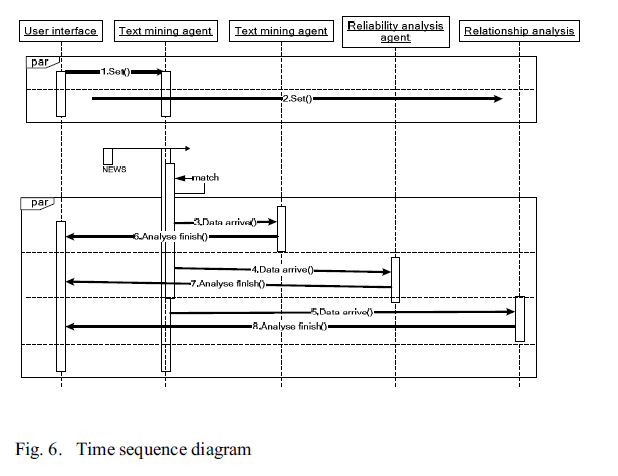 User interface
Text mining agent
Text mining agent
Reliability analysis
agent
Relationship analysis
par
1.Set()
2.Set()
NEWS
match
par
3.Data arrive()
6.Analyse finish()
4.Data arrive()
7.Analyse finish()
5.Data arrive()
8.Analyse finish()
Fig. 6. Time sequence diagram